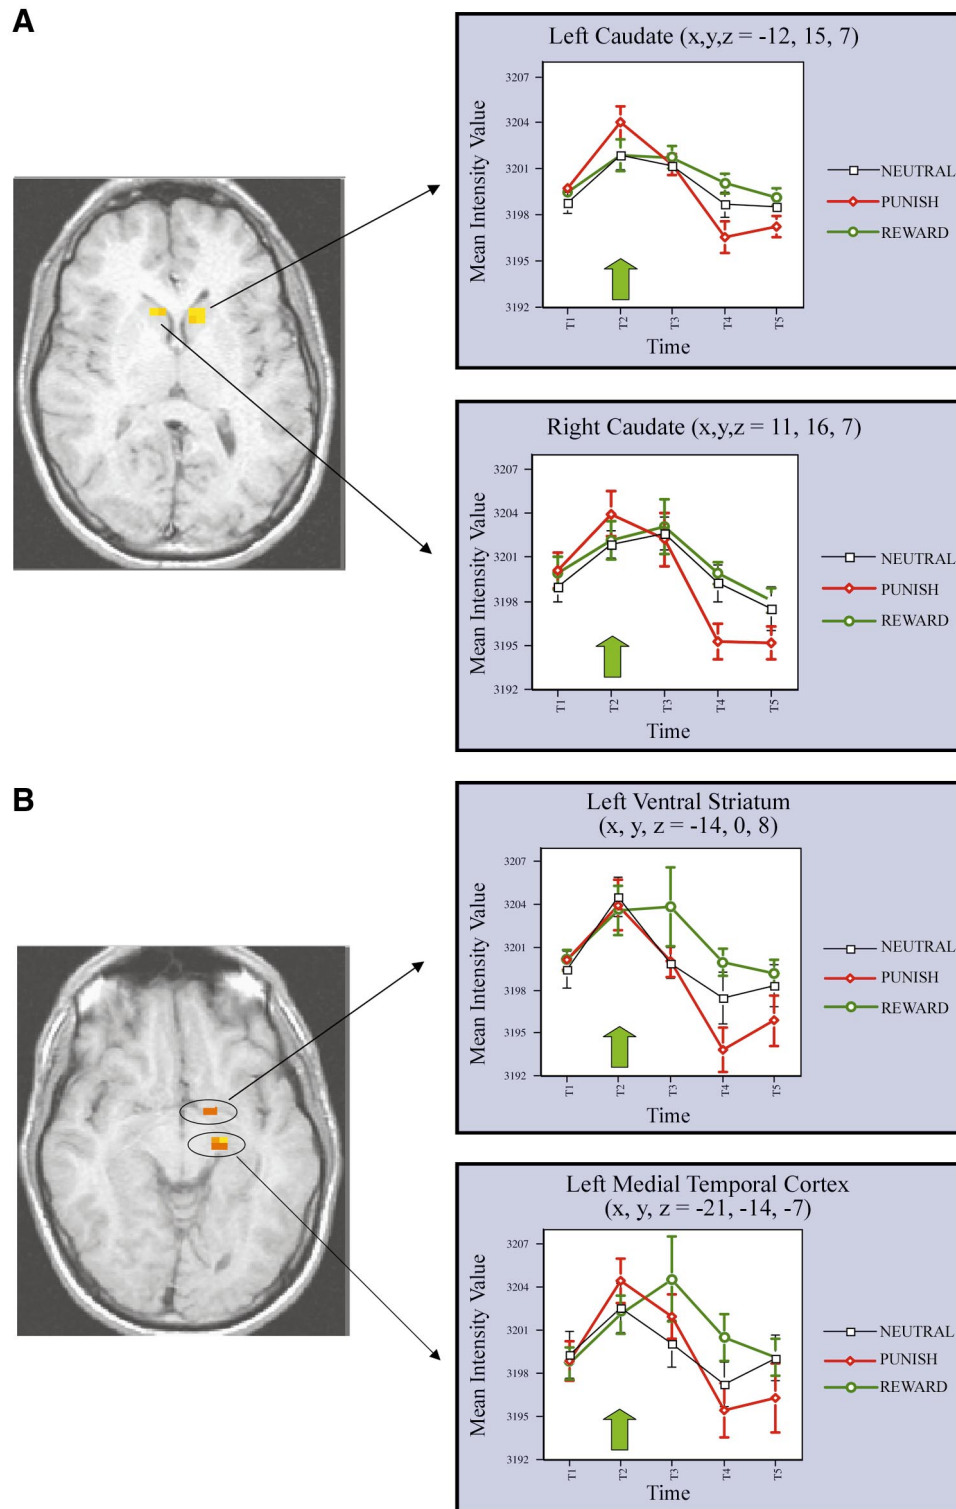 A
Left Caudate (x,y,z = -12, 15, 7)
Mean Intensity Value
3207
3204
3201
3198
3195
3192
T1
T2
T3
T4
T5
Time
NEUTRAL
PUNISH
REWARD
Right Caudate (x,y,z = 11, 16, 7)
Mean Intensity Value
3207
3204
3201
3198
3195
3192
T1
T2
T3
T4
T5
Time
NEUTRAL
PUNISH
REWARD
B
Left Ventral Striatum
(x, y, z = -14, 0, 8)
Mean Intensity Value
3207
3204
3201
3198
3195
3192
T1
T2
T3
T4
T5
Time
NEUTRAL
PUNISH
REWARD
Left Medial Temporal Cortex
(x, y, z = -21, -14, -7)
Mean Intensity Value
3207
3204
3201
3198
3195
3192
T1
T2
T3
T4
T5
Time
NEUTRAL
PUNISH
REWARD